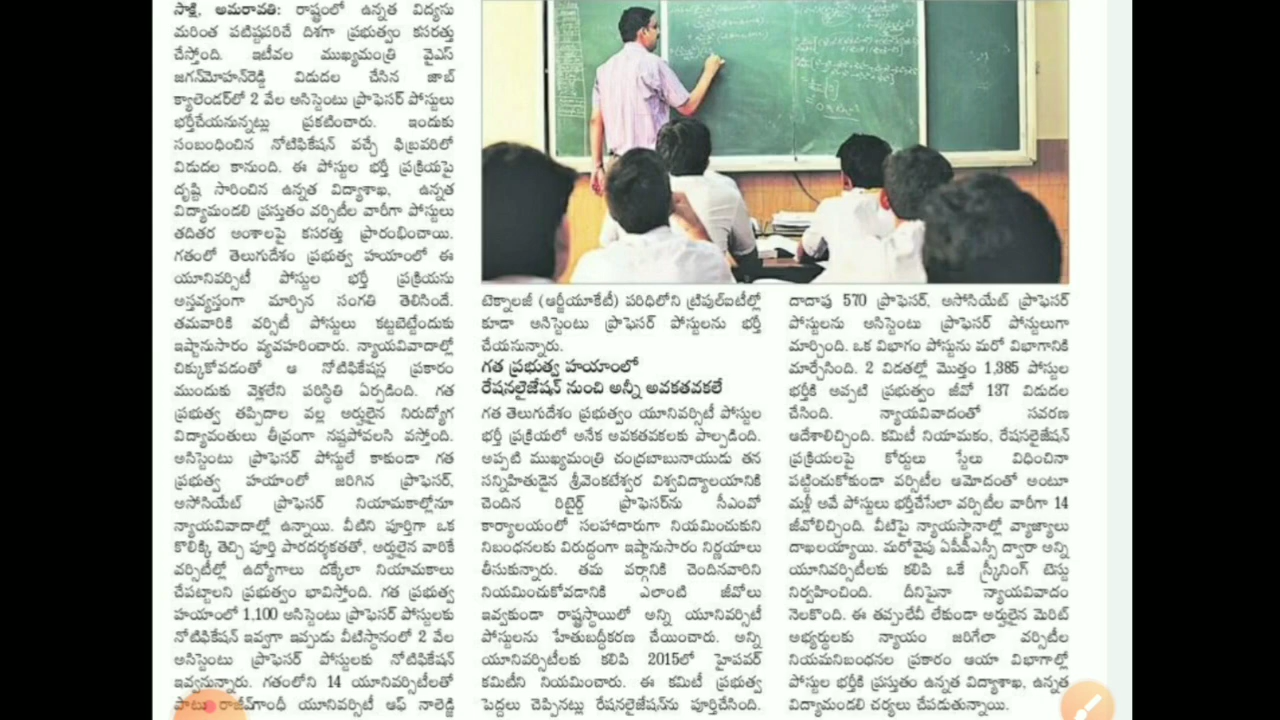 సాక్షి, అమరావతి: రాష్ట్రంలో ఉన్నత విద్యను
మరింత పటిష్టపరిచే దిశగా ప్రభుత్వం కసరత్తు
చేస్తోంది. ఇటీవల ముఖ్యమంత్రి వైఎస్
జగన్‌మోహన్‌రెడ్డి విడుదల చేసిన జాబ్
క్యాలెండర్‌లో 2 వేల అసిస్టెంటు ప్రొఫెసర్ పోస్టులు
భర్తీచేయనున్నట్లు ప్రకటించారు. ఇందుకు
సంబంధించిన నోటిఫికేషన్ వచ్చే ఫిబ్రవరిలో
విడుదల కానుంది. ఈ పోస్టుల భర్తీ ప్రక్రియపై
దృష్టి సారించిన ఉన్నత విద్యాశాఖ, ఉన్నత
విద్యామండలి ప్రస్తుతం వర్సిటీల వారీగా పోస్టులు
తదితర అంశాలపై కసరత్తు ప్రారంభించాయి.
గతంలో తెలుగుదేశం ప్రభుత్వ హయాంలో ఈ
యూనివర్సిటీ పోస్టుల భర్తీ ప్రక్రియను
అస్తవ్యస్తంగా మార్చిన సంగతి తెలిసిందే.
తమవారికి వర్సిటీ పోస్టులు కట్టబెట్టేందుకు
ఇష్టానుసారం వ్యవహరించారు. న్యాయవివాదాల్లో
చిక్కుకోవడంతో ఆ నోటిఫికేషన్ల ప్రకారం
ముందుకు వెళ్లలేని పరిస్థితి ఏర్పడింది. గత
ప్రభుత్వ తప్పిదాల వల్ల అర్హులైన నిరుద్యోగ
విద్యావంతులు తీవ్రంగా నష్టపోవలసి వస్తోంది.
అసిస్టెంటు ప్రొఫెసర్ పోస్టులే కాకుండా గత
ప్రభుత్వ హయాంలో జరిగిన ప్రొఫెసర్,
అసోసియేట్ ప్రొఫెసర్ నియామకాల్లోనూ
న్యాయవివాదాల్లో ఉన్నాయి. వీటిని పూర్తిగా ఒక
కొలిక్కి తెచ్చి పూర్తి పారదర్శకతతో, అర్హులైన వారికే
వర్సిటీల్లో ఉద్యోగాలు దక్కేలా నియామకాలు
చేపట్టాలని ప్రభుత్వం భావిస్తోంది. గత ప్రభుత్వ
హయాంలో 1,100 అసిస్టెంటు ప్రొఫెసర్ పోస్టులకు
నోటిఫికేషన్ ఇవ్వగా ఇప్పుడు వీటిస్థానంలో 2 వేల
అసిస్టెంటు ప్రొఫెసర్ పోస్టులకు నోటిఫికేషన్
ఇవ్వనున్నారు. గతంలోని 14 యూనివర్సిటీలతో
పాటు రాజీవ్‌గాంధీ యూనివర్సిటీ ఆఫ్ నాలెడ్జి
టెక్నాలజీ (ఆర్జీయూకేటీ) పరిధిలోని ట్రిపుల్‌ఐటీల్లో
కూడా అసిస్టెంటు ప్రొఫెసర్ పోస్టులను భర్తీ
చేయనున్నారు.
గత ప్రభుత్వ హయాంలో
రేషనలైజేషన్ నుంచి అన్నీ అవకతవకలే
గత తెలుగుదేశం ప్రభుత్వం యూనివర్సిటీ పోస్టుల
భర్తీ ప్రక్రియలో అనేక అవకతవకలకు పాల్పడింది.
అప్పటి ముఖ్యమంత్రి చంద్రబాబునాయుడు తన
సన్నిహితుడైన శ్రీవెంకటేశ్వర విశ్వవిద్యాలయానికి
చెందిన రిటైర్డ్ ప్రొఫెసర్‌ను సీఎంవో
కార్యాలయంలో సలహాదారుగా నియమించుకుని
నిబంధనలకు విరుద్ధంగా ఇష్టానుసారం నిర్ణయాలు
తీసుకున్నారు. తమ వర్గానికి చెందినవారిని
నియమించుకోవడానికి ఎలాంటి జీవోలు
ఇవ్వకుండా రాష్ట్రస్థాయిలో అన్ని యూనివర్సిటీ
పోస్టులను హేతుబద్ధీకరణ చేయించారు. అన్ని
యూనివర్సిటీలకు కలిపి 2015లో హైపవర్
కమిటీని నియమించారు. ఈ కమిటీ ప్రభుత్వ
పెద్దలు చెప్పినట్లు రేషనలైజేషన్‌ను పూర్తిచేసింది.
దాదాపు 570 ప్రొఫెసర్, అసోసియేట్ ప్రొఫెసర్
పోస్టులను అసిస్టెంటు ప్రొఫెసర్ పోస్టులుగా
మార్చింది. ఒక విభాగం పోస్టును మరో విభాగానికి
మార్చేసింది. 2 విడతల్లో మొత్తం 1,385 పోస్టుల
భర్తీకి అప్పటి ప్రభుత్వం జీవో 137 విడుదల
చేసింది. న్యాయవివాదంతో సవరణ
ఆదేశాలిచ్చింది. కమిటీ నియామకం, రేషనలైజేషన్
ప్రక్రియలపై కోర్టులు స్టేలు విధించినా
పట్టించుకోకుండా వర్సిటీల ఆమోదంతో అంటూ
మళ్లీ అవే పోస్టులు భర్తీచేసేలా వర్సిటీల వారీగా 14
జీవోలిచ్చింది. వీటిపై న్యాయస్థానాల్లో వ్యాజ్యాలు
దాఖలయ్యాయి. మరోవైపు ఏపీపీఎస్సీ ద్వారా అన్ని
యూనివర్సిటీలకు కలిపి ఒకే స్క్రీనింగ్ టెస్టు
నిర్వహించింది. దీనిపైనా న్యాయవివాదం
నెలకొంది. ఈ తప్పులేవీ లేకుండా అర్హులైన మెరిట్
అభ్యర్థులకు న్యాయం జరిగేలా వర్సిటీల
నియమనిబంధనల ప్రకారం ఆయా విభాగాల్లో
పోస్టుల భర్తీకి ప్రస్తుతం ఉన్నత విద్యాశాఖ, ఉన్నత
విద్యామండలి చర్యలు చేపడుతున్నాయి.